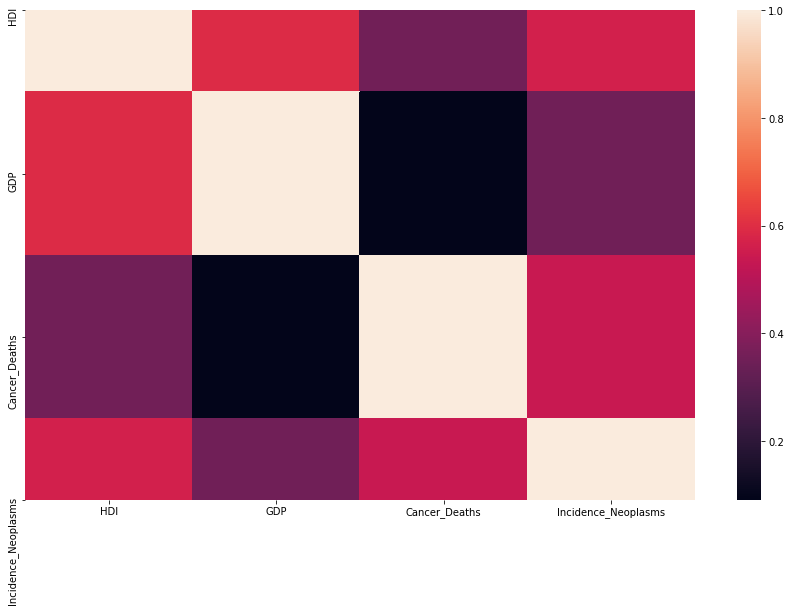 HDI
GDP
Cancer_Deaths
Incidence_Neoplasms
HDI
GDP
Cancer_Deaths
Incidence_Neoplasms
1.0
0.8
0.6
0.4
0.2